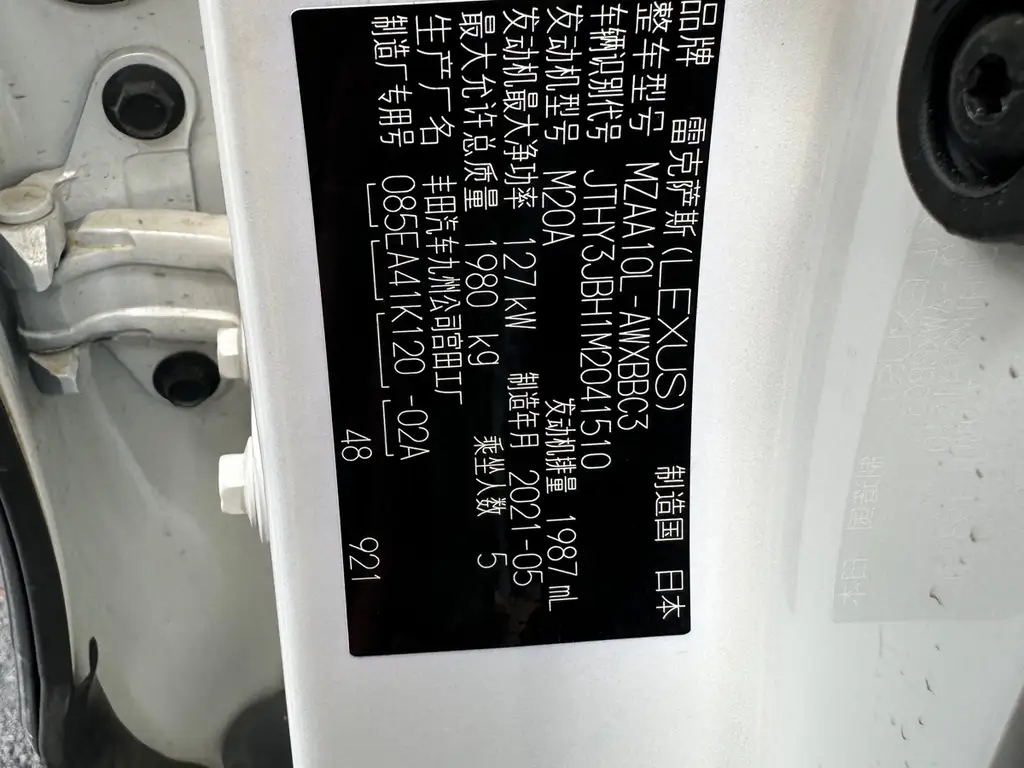 品牌 雷克萨斯(LEXUS) 制造国 日本
整车型号 MZAA10L-AWXBBC3
车辆识别代号 JTHY3JBH1M2041510
发动机型号 M20A 发动机排量 1987 mL
发动机最大净功率 127 kW 制造年月 2021-05
最大允许总质量 1980 kg 乘坐人数 5
生产厂名 丰田汽车九州公司宫田工厂
制造厂专用号 085EA41K120 -02A
48 921